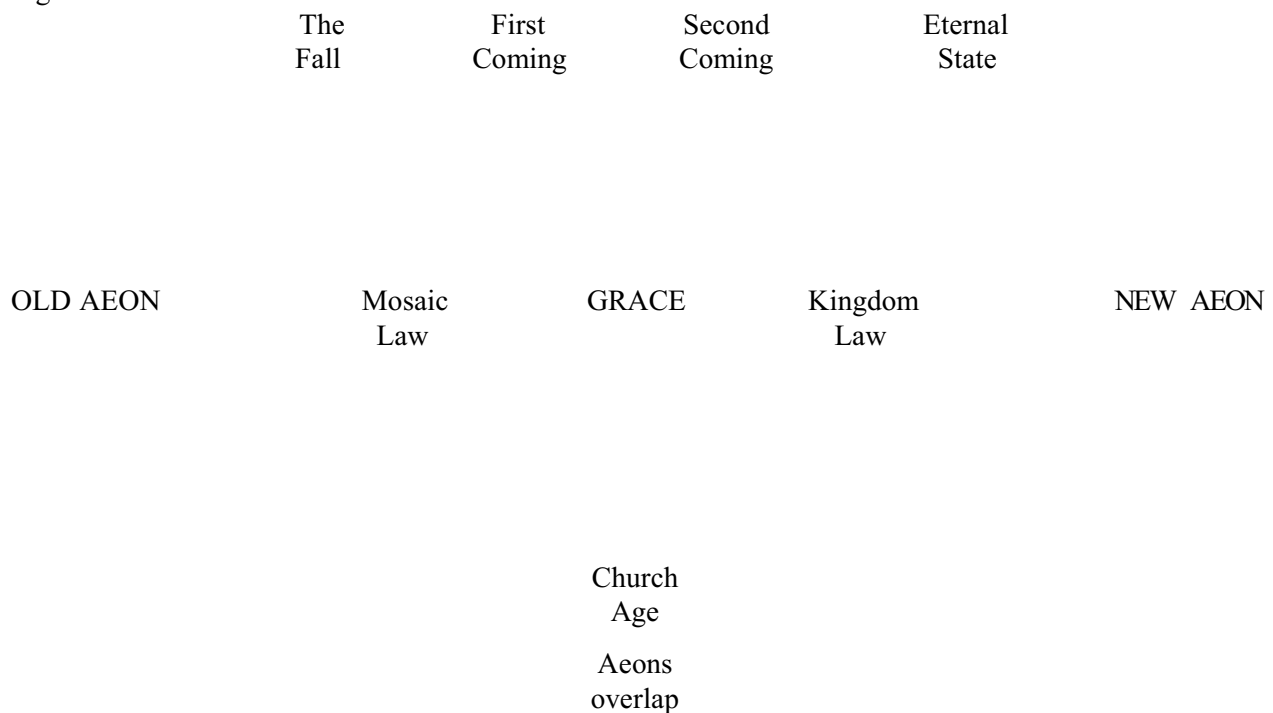 The First Second Eternal
Fall Coming Coming State
OLD AEON Mosaic GRACE Kingdom NEW AEON
Law Law
Church
Age
Aeons
overlap